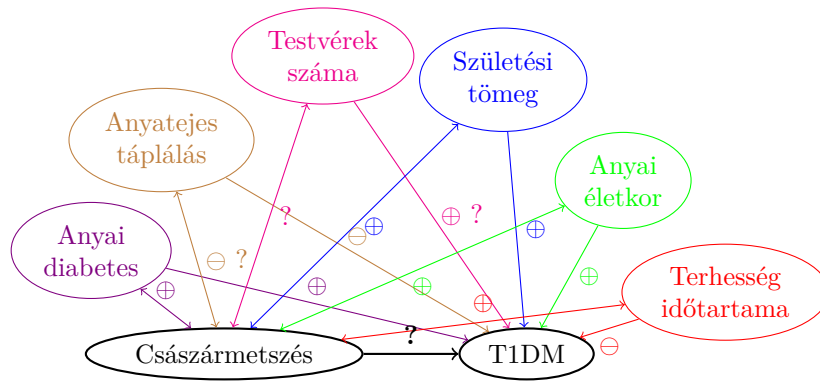 Testvérek
száma
Születési
tömeg
Anyatejes
táplálás
Anyai
életkor
Anyai
diabetes
Terhesség
időtartama
?
⊕ ?
⊕
⊖
⊕
⊖ ?
⊕
⊕
⊕
⊕
⊕
?
⊖
Császármetszés
T1DM